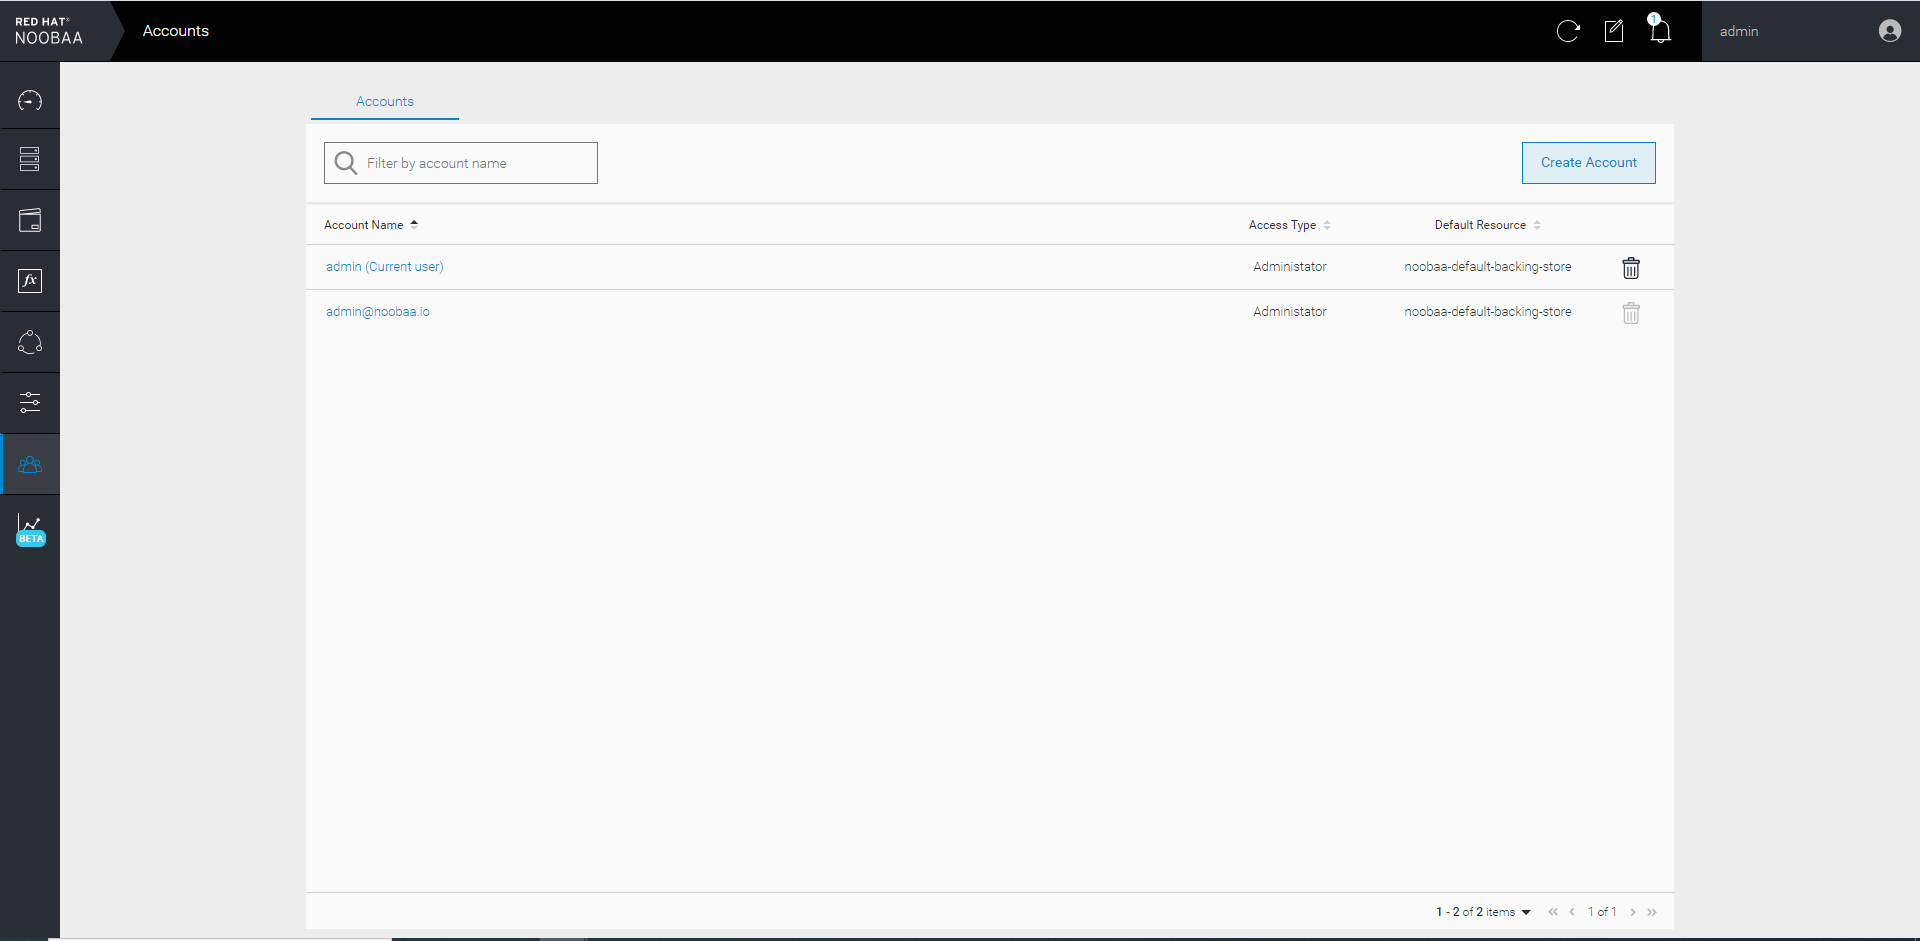 RED HAT®
NOOBAA
Accounts
1
admin
Accounts
Filter by account name
Create Account
Account Name
Access Type
Default Resource
admin (Current user)
Administator
noobaa-default-backing-store
admin@noobaa.io
Administator
noobaa-default-backing-store
fx
BETA
1 - 2 of 2 items
1 of 1